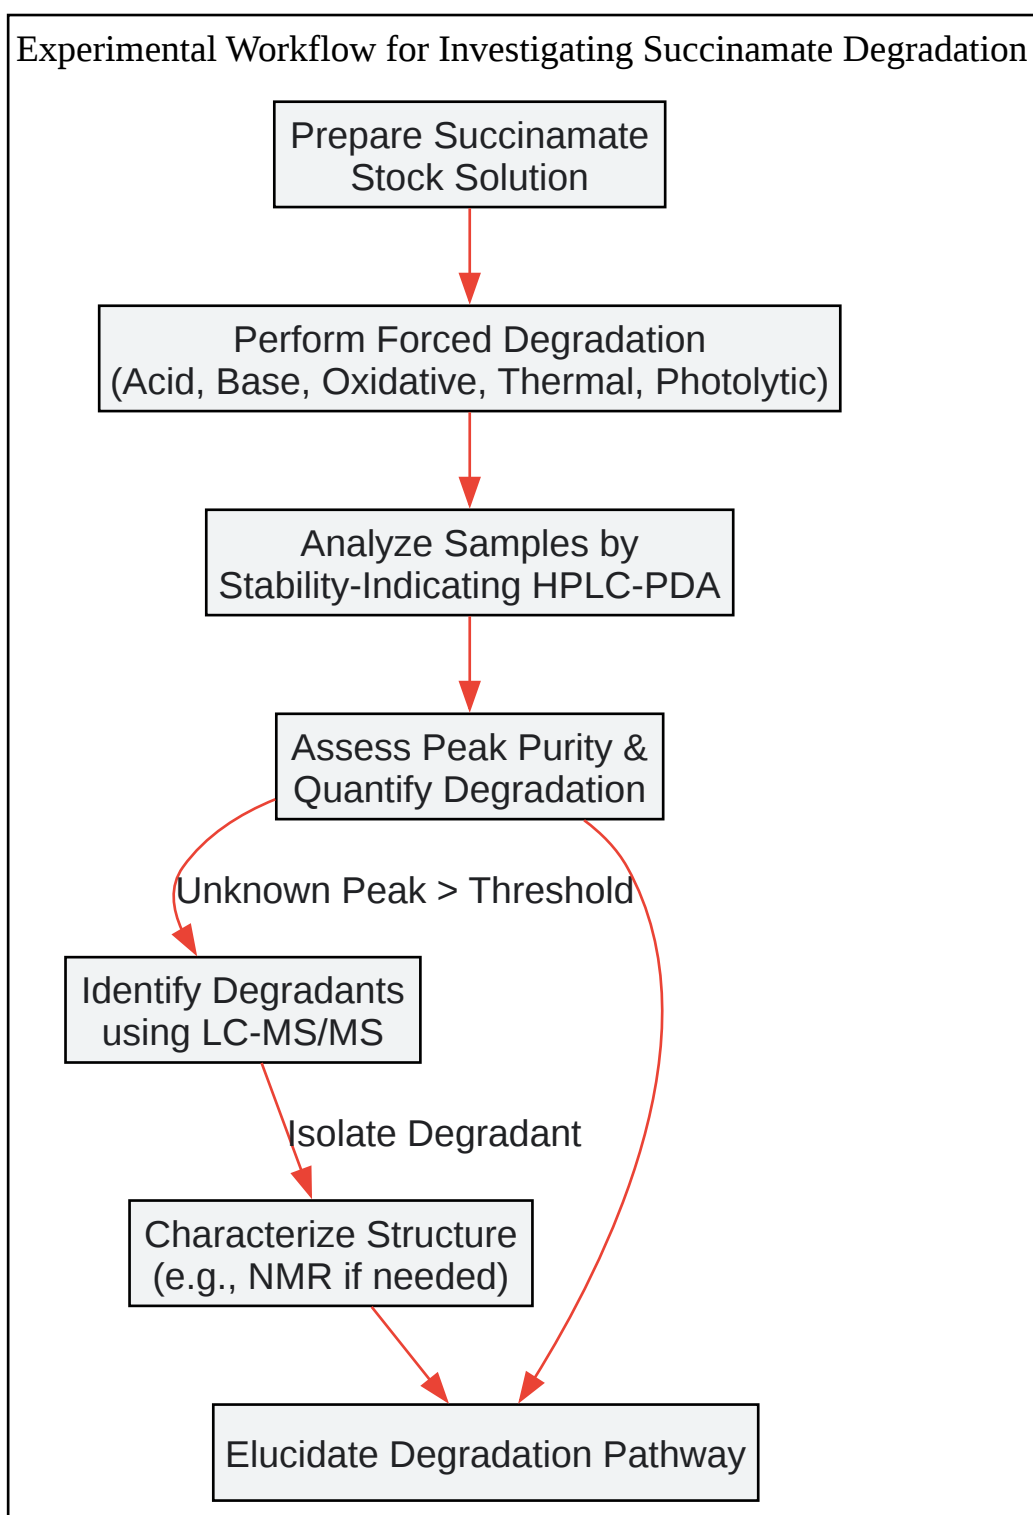 Experimental Workflow for Investigating Succinamate Degradation
Prepare Succinamate
Stock Solution
Perform Forced Degradation
(Acid, Base, Oxidative, Thermal, Photolytic)
Analyze Samples by
Stability-Indicating HPLC-PDA
Assess Peak Purity &
Quantify Degradation
Unknown Peak > Threshold
Identify Degradants
using LC-MS/MS
Isolate Degradant
Characterize Structure
(e.g., NMR if needed)
Elucidate Degradation Pathway